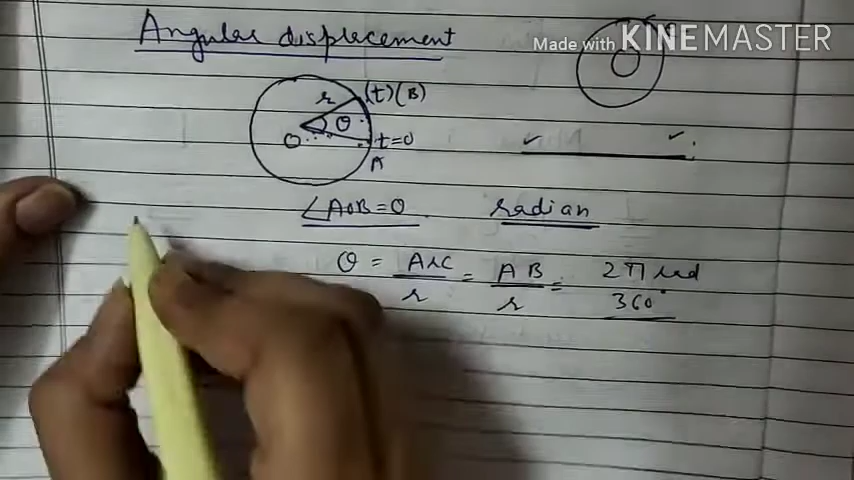 Angular displacement
Made with KINEMASTER
r (t) (B)
θ
O t=0
A
∠AOB = θ radian
θ = Arc / r = AB / r = 2π rad
360°